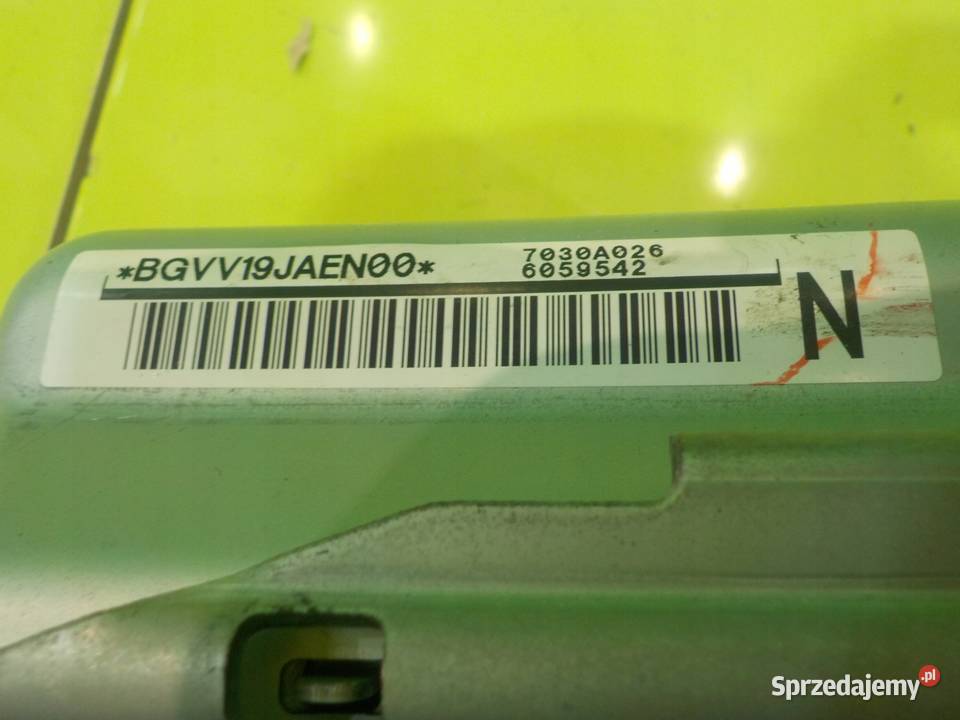 *BGVV19JAEN00*
7030A026
6059542
N
Sprzedajemy.pl